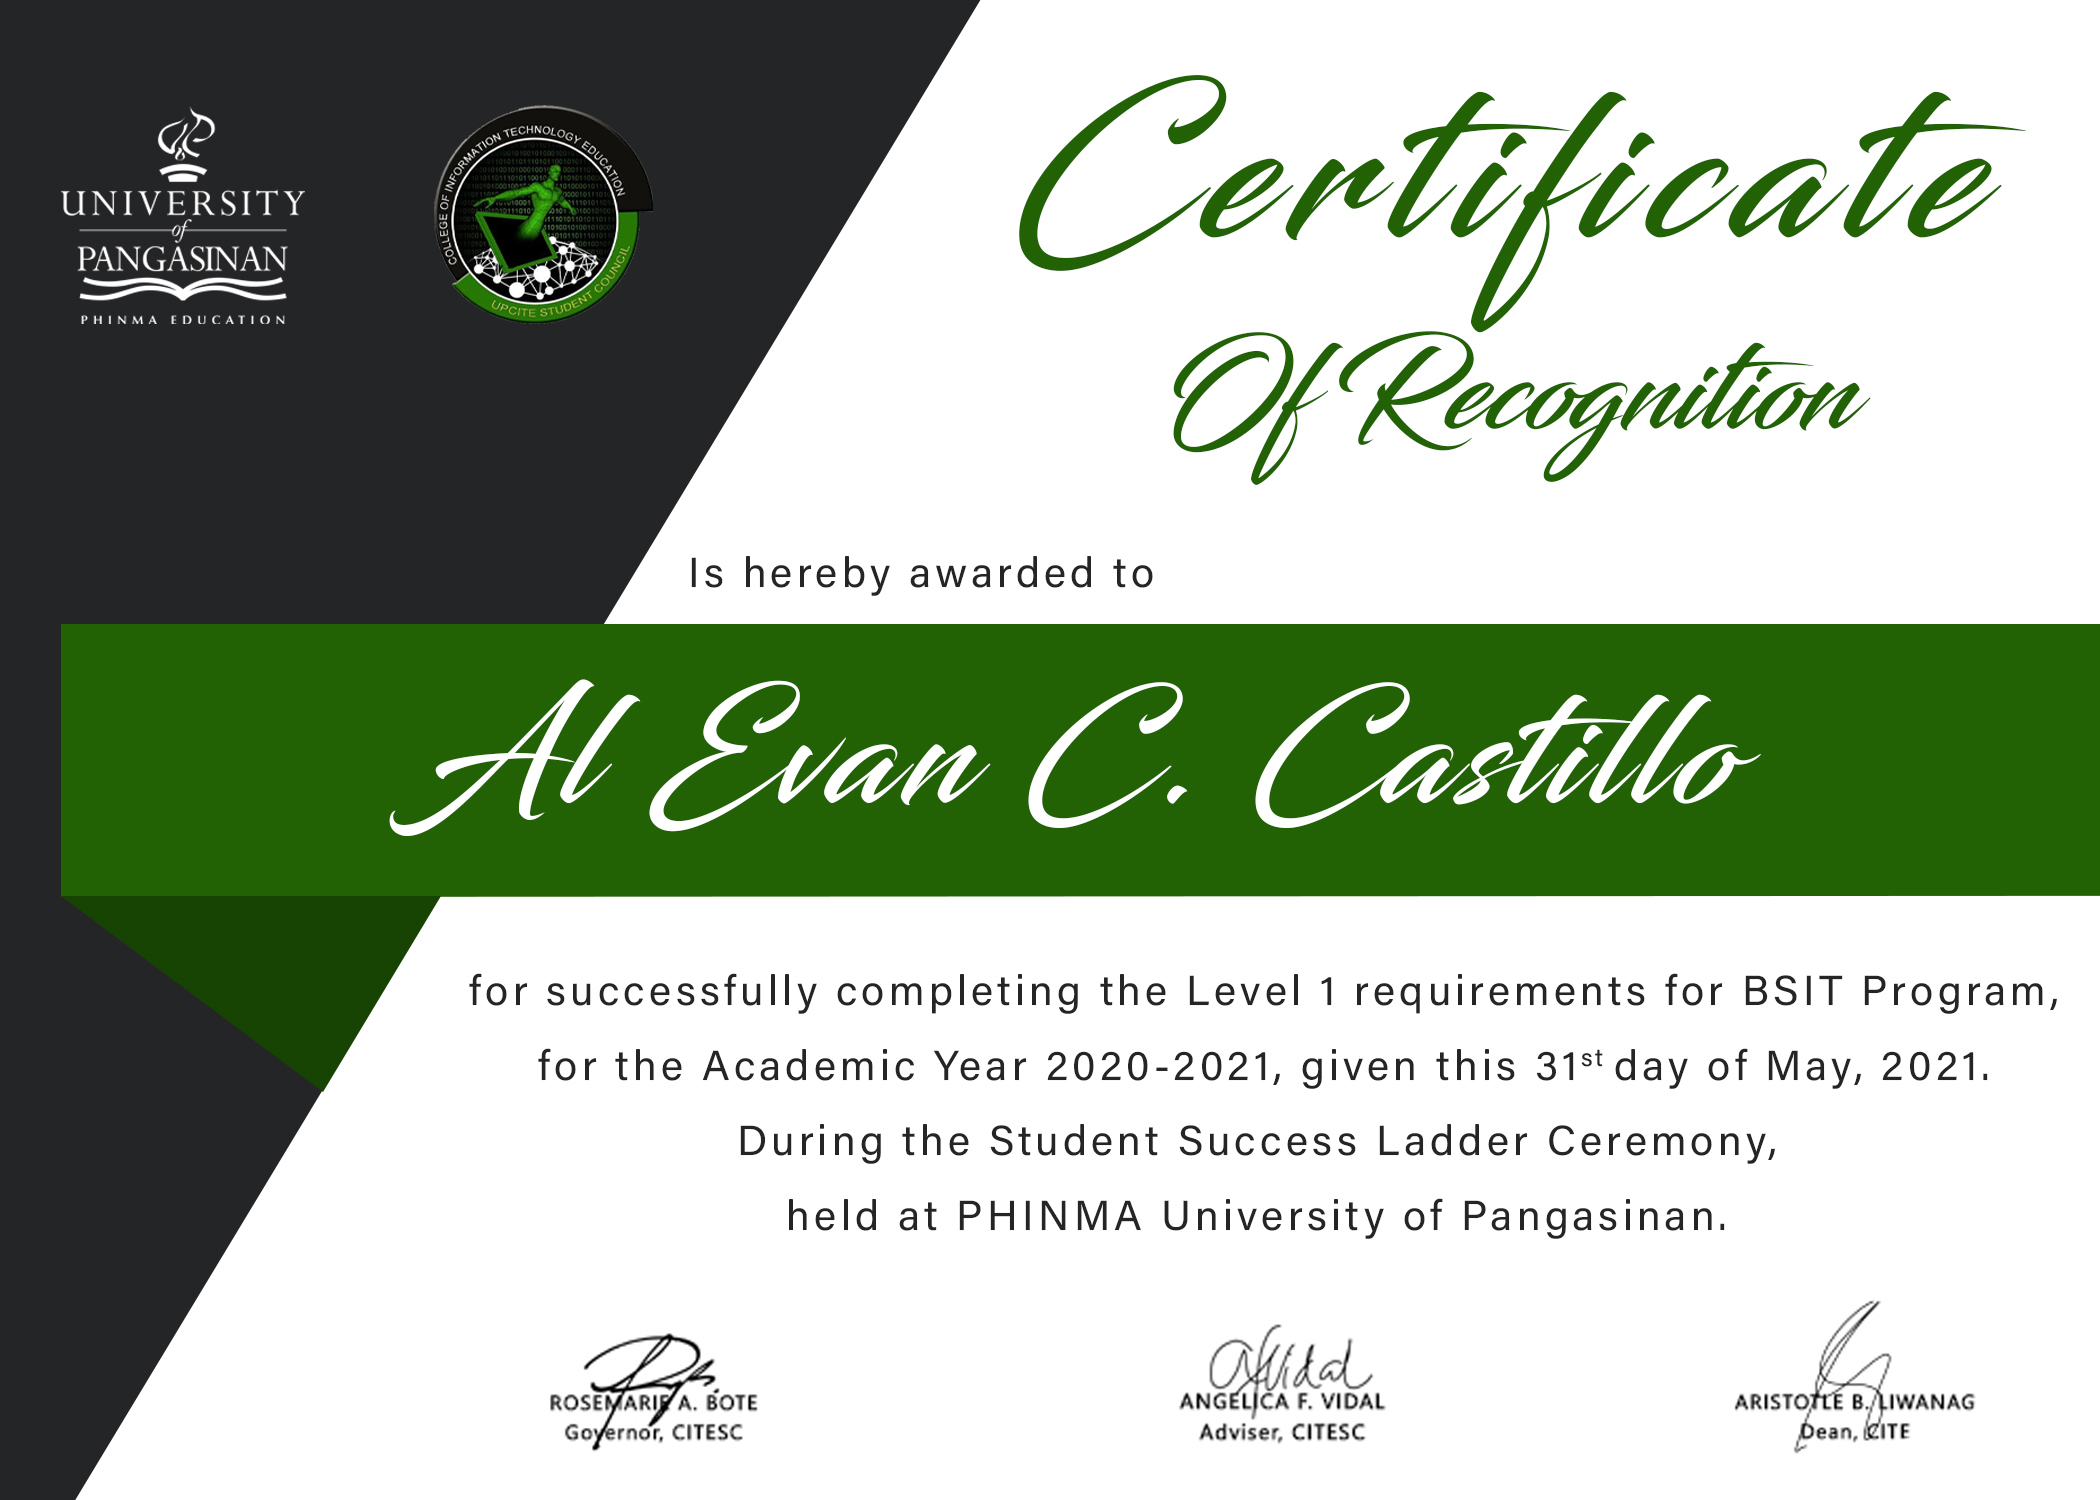 UNIVERSITY
of
PANGASINAN
PHINMA EDUCATION
COLLEGE OF INFORMATION TECHNOLOGY EDUCATION
UPCITE STUDENT COUNCIL
Certificate
Of Recognition
Is hereby awarded to
Al Evan C. Castillo
for successfully completing the Level 1 requirements for BSIT Program,
for the Academic Year 2020-2021, given this 31st day of May, 2021.
During the Student Success Ladder Ceremony,
held at PHINMA University of Pangasinan.
ROSEMARIE A. BOTE
Governor, CITESC
AFVidal
ANGELICA F. VIDAL
Adviser, CITESC
ARISTOTLE B. LIWANAG
Dean, CITE